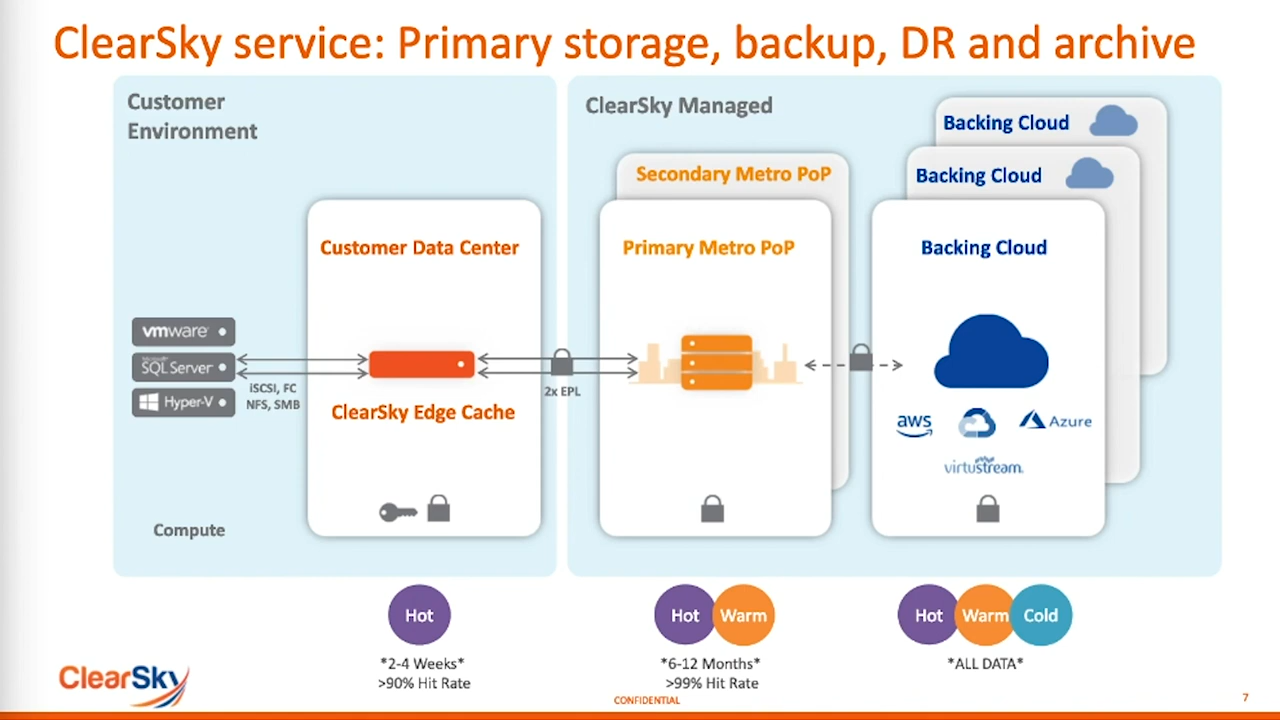 ClearSky service: Primary storage, backup, DR and archive
Customer
Environment
ClearSky Managed
Backing Cloud
Secondary Metro PoP
Backing Cloud
Customer Data Center
Primary Metro PoP
Backing Cloud
vmware
Microsoft
SQL Server
Hyper-V
iSCSI, FC
NFS, SMB
2x EPL
ClearSky Edge Cache
aws
Azure
virtustream.
Compute
Hot
Hot
Warm
Hot
Warm
Cold
*2-4 Weeks*
>90% Hit Rate
*6-12 Months*
>99% Hit Rate
*ALL DATA*
ClearSky
CONFIDENTIAL
7